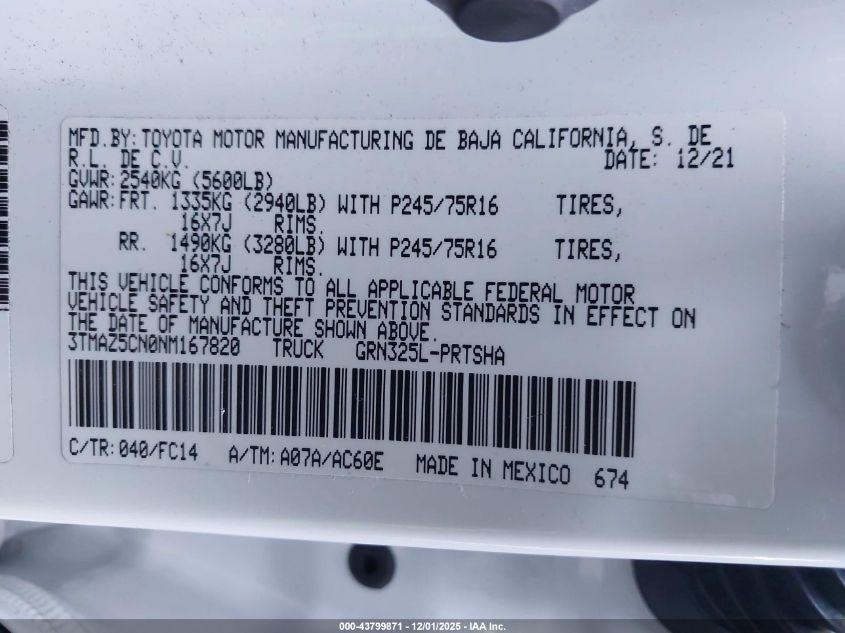 MFD.BY:TOYOTA MOTOR MANUFACTURING DE BAJA CALIFORNIA, S. DE
R.L. DE C.V. DATE: 12/21
GVWR:2540KG (5600LB)
GAWR:FRT. 1335KG (2940LB) WITH P245/75R16 TIRES,
16X7J RIMS.
RR. 1490KG (3280LB) WITH P245/75R16 TIRES,
16X7J RIMS.
THIS VEHICLE CONFORMS TO ALL APPLICABLE FEDERAL MOTOR
VEHICLE SAFETY AND THEFT PREVENTION STANDARDS IN EFFECT ON
THE DATE OF MANUFACTURE SHOWN ABOVE.
3TMAZ5CN0NM167820 TRUCK GRN325L-PRTSHA
C/TR:040/FC14 A/TM:A07A/AC60E MADE IN MEXICO 674
000-43799871 - 12/01/2025 - IAA Inc.